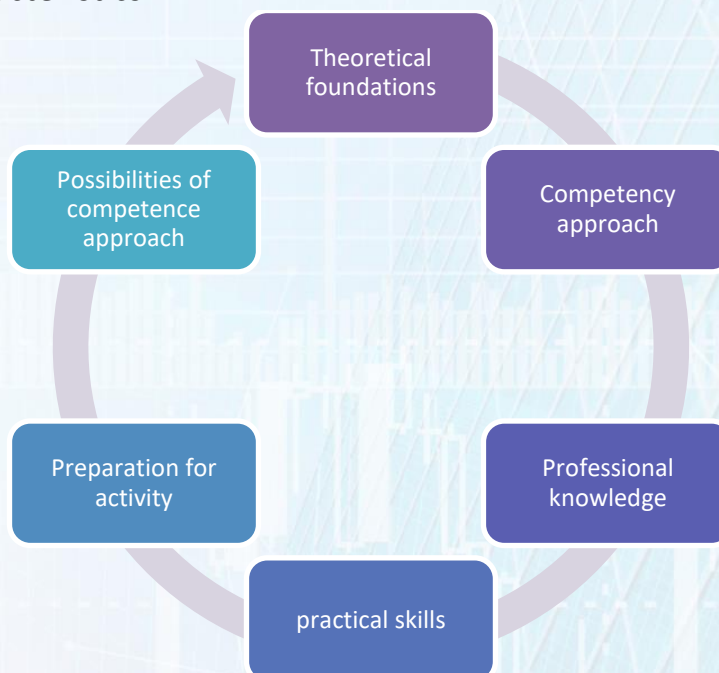 Theoretical
foundations
Competency
approach
Professional
knowledge
practical skills
Preparation for
activity
Possibilities of
competence
approach